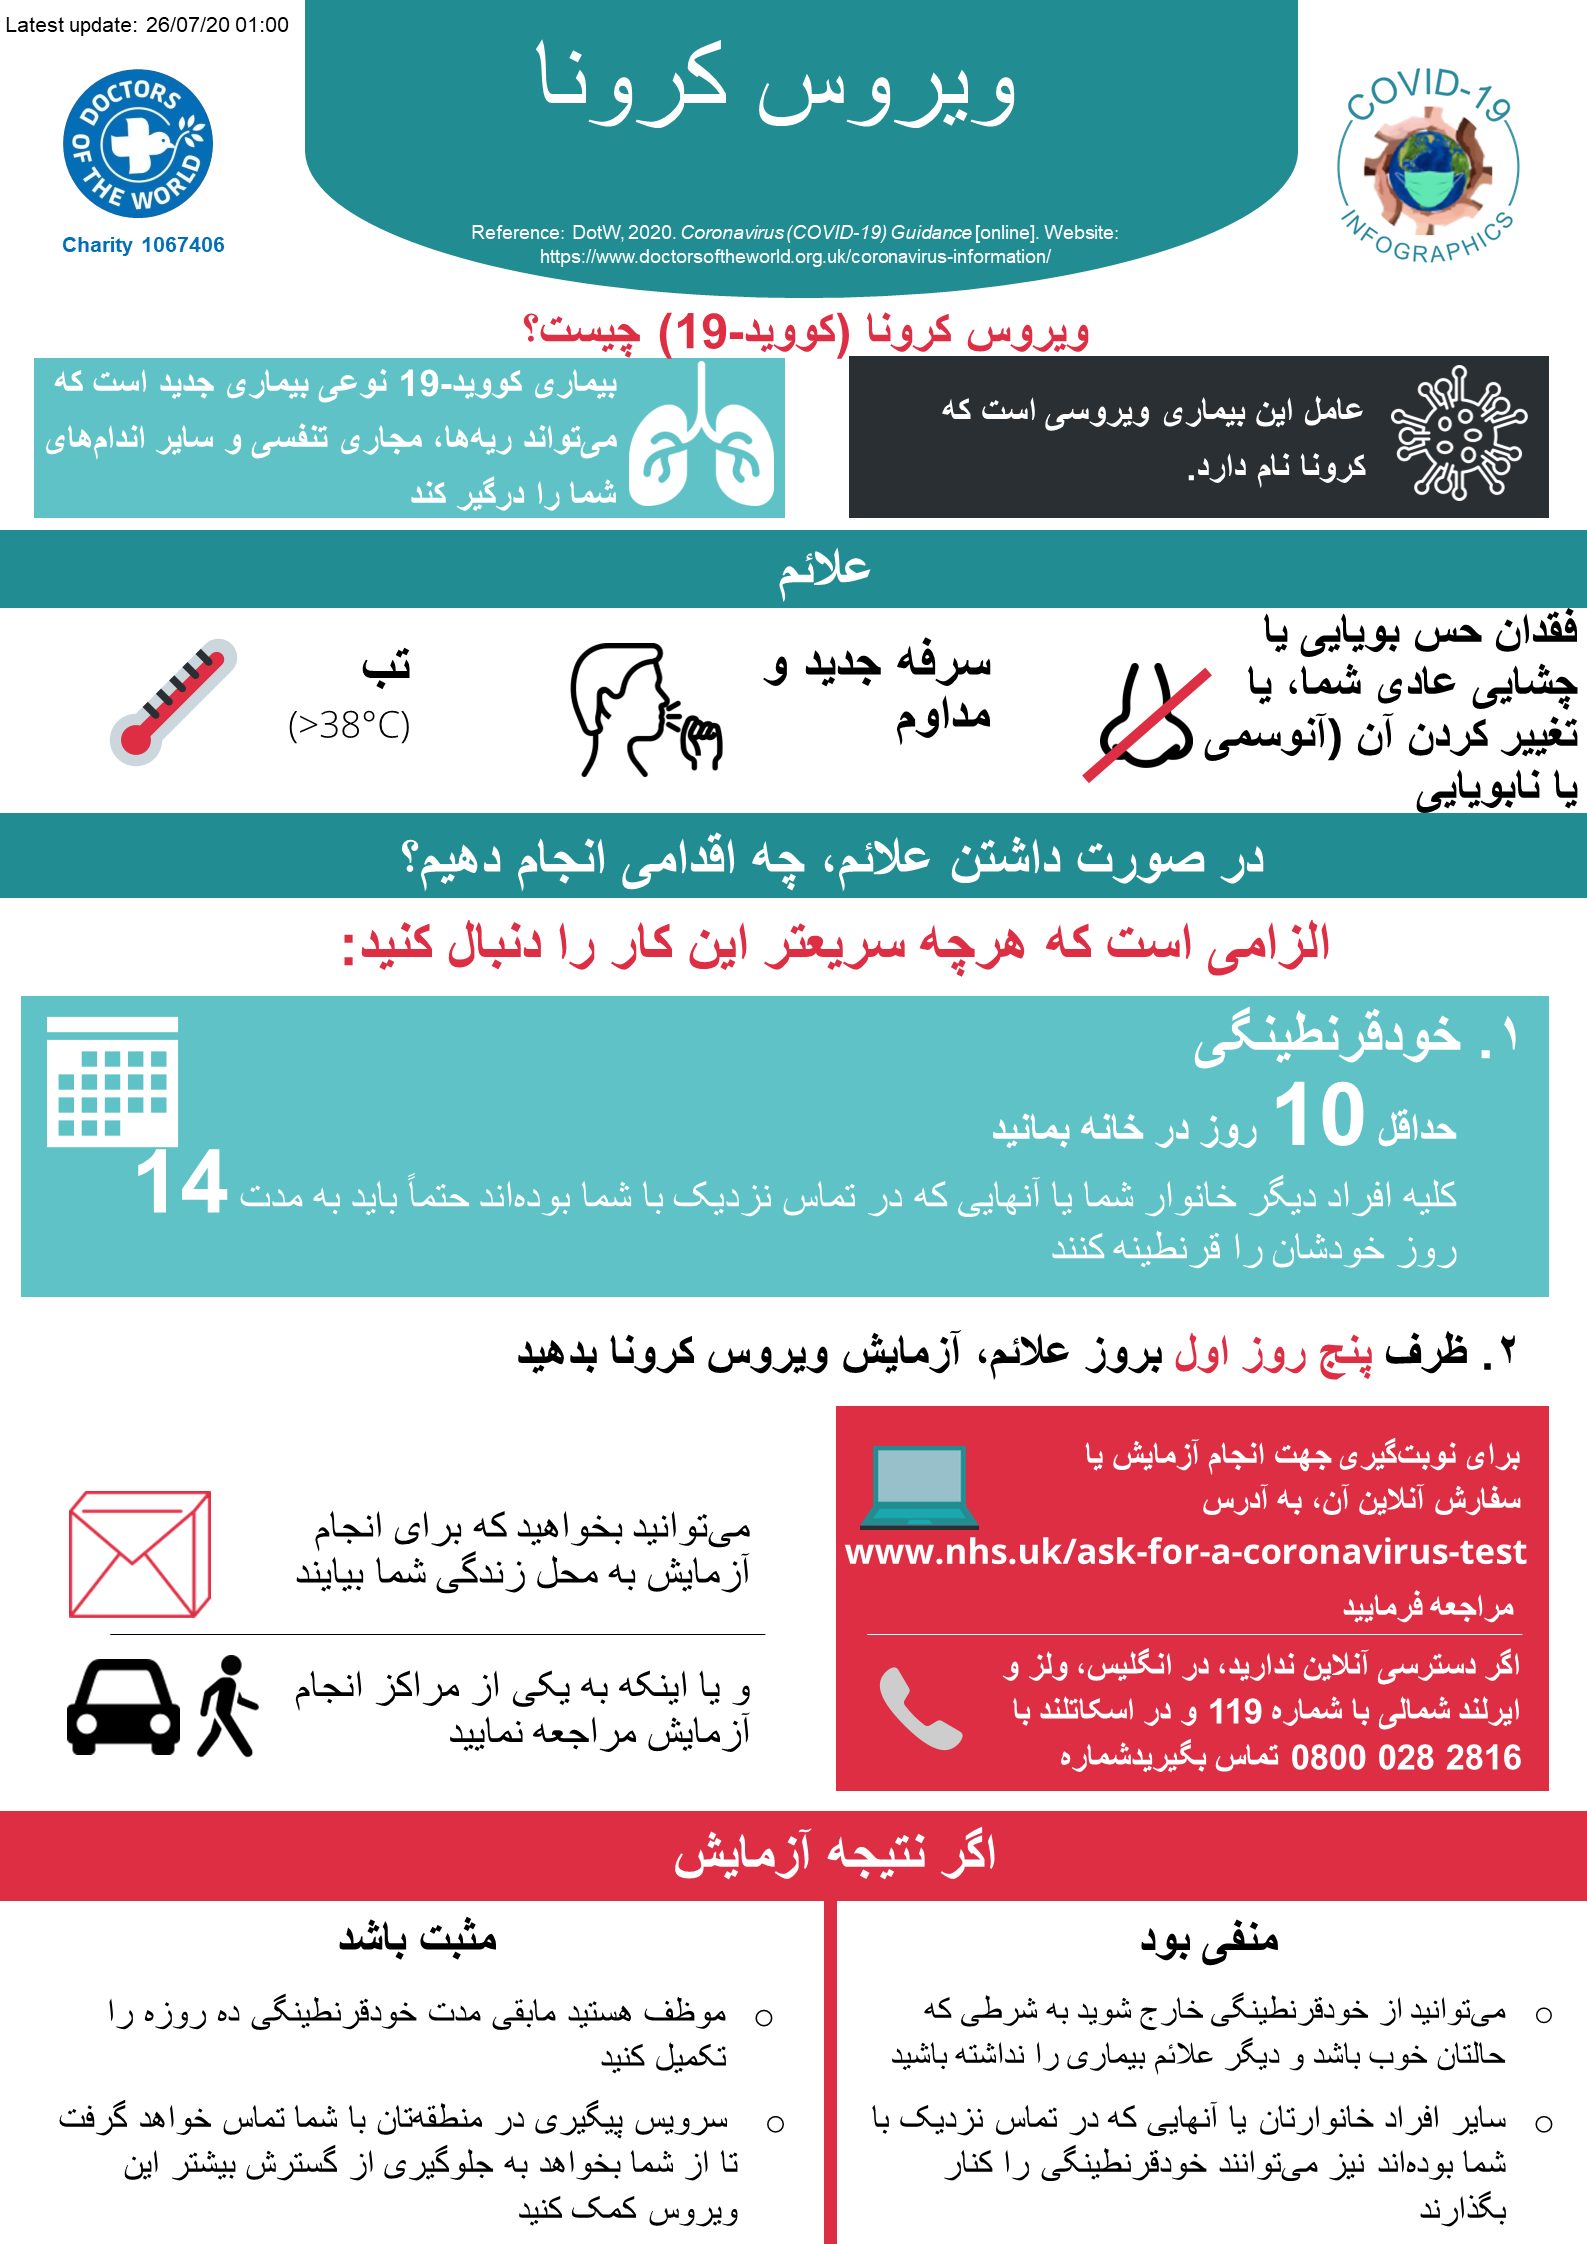 Latest update: 26/07/20 01:00
DOCTORS OF THE WORLD
Charity 1067406
ویروس کرونا
Reference: DotW, 2020. Coronavirus (COVID-19) Guidance [online]. Website:
https://www.doctorsoftheworld.org.uk/coronavirus-information/
COVID-19
INFOGRAPHICS
ویروس کرونا (کووید-19) چیست؟
عامل این بیماری ویروسی است که
کرونا نام دارد.
بیماری کووید-19 نوعی بیماری جدید است که
می‌تواند ریه‌ها، مجاری تنفسی و سایر اندام‌های
شما را درگیر کند
علائم
فقدان حس بویایی یا
چشایی عادی شما، یا
تغییر کردن آن (آنوسمی
یا نابویایی
سرفه جدید و
مداوم
تب
(>38°C)
در صورت داشتن علائم، چه اقدامی انجام دهیم؟
الزامی است که هرچه سریعتر این کار را دنبال کنید:
۱. خودقرنطینگی
حداقل 10 روز در خانه بمانید
کلیه افراد دیگر خانوار شما یا آنهایی که در تماس نزدیک با شما بوده‌اند حتماً باید به مدت 14
روز خودشان را قرنطینه کنند
۲. ظرف پنج روز اول بروز علائم، آزمایش ویروس کرونا بدهید
برای نوبت‌گیری جهت انجام آزمایش یا
سفارش آنلاین آن، به آدرس
www.nhs.uk/ask-for-a-coronavirus-test
مراجعه فرمایید
اگر دسترسی آنلاین ندارید، در انگلیس، ولز و
ایرلند شمالی با شماره 119 و در اسکاتلند با
0800 028 2816 تماس بگیریدشماره
می‌توانید بخواهید که برای انجام
آزمایش به محل زندگی شما بیایند
و یا اینکه به یکی از مراکز انجام
آزمایش مراجعه نمایید
اگر نتیجه آزمایش
منفی بود
o می‌توانید از خودقرنطینگی خارج شوید به شرطی که
حالتان خوب باشد و دیگر علائم بیماری را نداشته باشید
o سایر افراد خانوارتان یا آنهایی که در تماس نزدیک با
شما بوده‌اند نیز می‌توانند خودقرنطینگی را کنار
بگذارند
مثبت باشد
o موظف هستید مابقی مدت خودقرنطینگی ده روزه را
تکمیل کنید
o سرویس پیگیری در منطقه‌تان با شما تماس خواهد گرفت
تا از شما بخواهد به جلوگیری از گسترش بیشتر این
ویروس کمک کنید